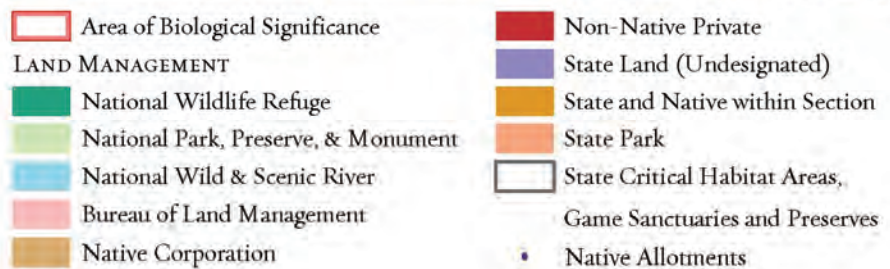 Area of Biological Significance
LAND MANAGEMENT
National Wildlife Refuge
National Park, Preserve, & Monument
National Wild & Scenic River
Bureau of Land Management
Native Corporation
Non-Native Private
State Land (Undesignated)
State and Native within Section
State Park
State Critical Habitat Areas,
Game Sanctuaries and Preserves
Native Allotments